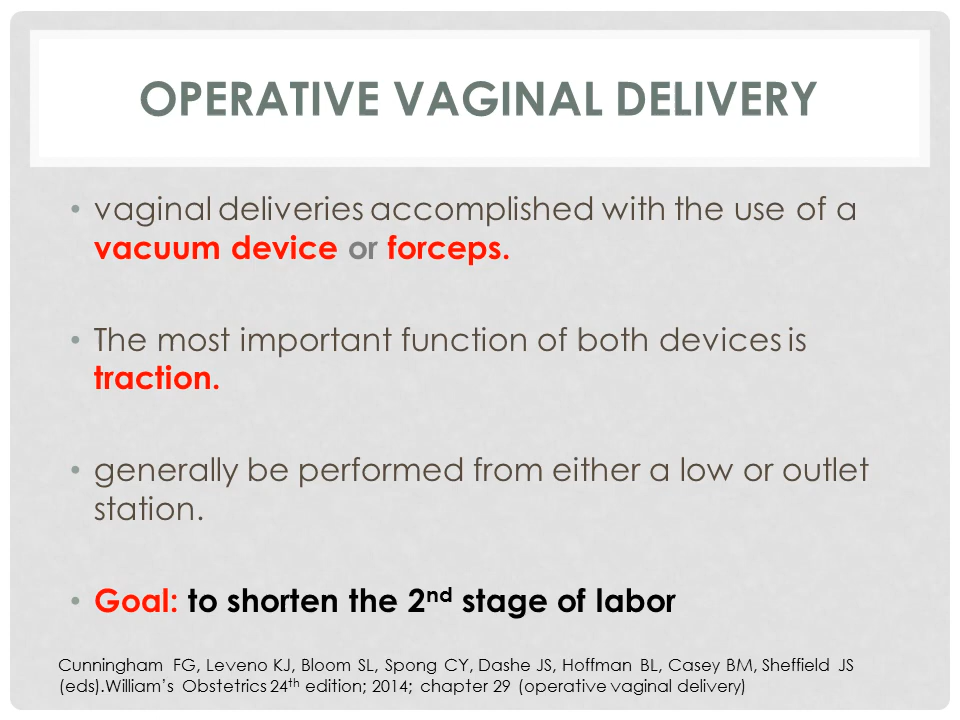 OPERATIVE VAGINAL DELIVERY
• vaginal deliveries accomplished with the use of a
vacuum device or forceps.
• The most important function of both devices is
traction.
• generally be performed from either a low or outlet
station.
• Goal: to shorten the 2nd stage of labor
Cunningham FG, Leveno KJ, Bloom SL, Spong CY, Dashe JS, Hoffman BL, Casey BM, Sheffield JS
(eds).William’s Obstetrics 24th edition; 2014; chapter 29 (operative vaginal delivery)